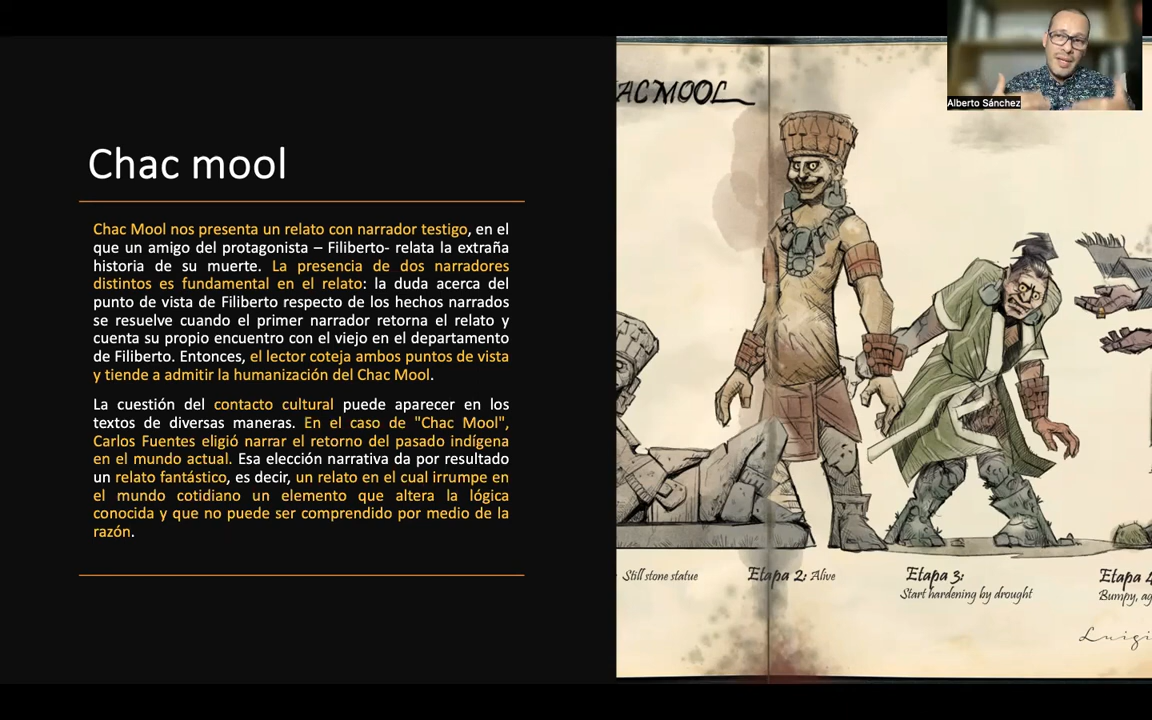 Chac mool
Chac Mool nos presenta un relato con narrador testigo, en el
que un amigo del protagonista – Filiberto- relata la extraña
historia de su muerte. La presencia de dos narradores
distintos es fundamental en el relato: la duda acerca del
punto de vista de Filiberto respecto de los hechos narrados
se resuelve cuando el primer narrador retorna el relato y
cuenta su propio encuentro con el viejo en el departamento
de Filiberto. Entonces, el lector coteja ambos puntos de vista
y tiende a admitir la humanización del Chac Mool.
La cuestión del contacto cultural puede aparecer en los
textos de diversas maneras. En el caso de "Chac Mool",
Carlos Fuentes eligió narrar el retorno del pasado indígena
en el mundo actual. Esa elección narrativa da por resultado
un relato fantástico, es decir, un relato en el cual irrumpe en
el mundo cotidiano un elemento que altera la lógica
conocida y que no puede ser comprendido por medio de la
razón.
AC MOOL
Alberto Sánchez
Still stone statue
Etapa 2: Alive
Etapa 3:
Start hardening by drought
Etapa 4
Bumpy, ag
Luigi